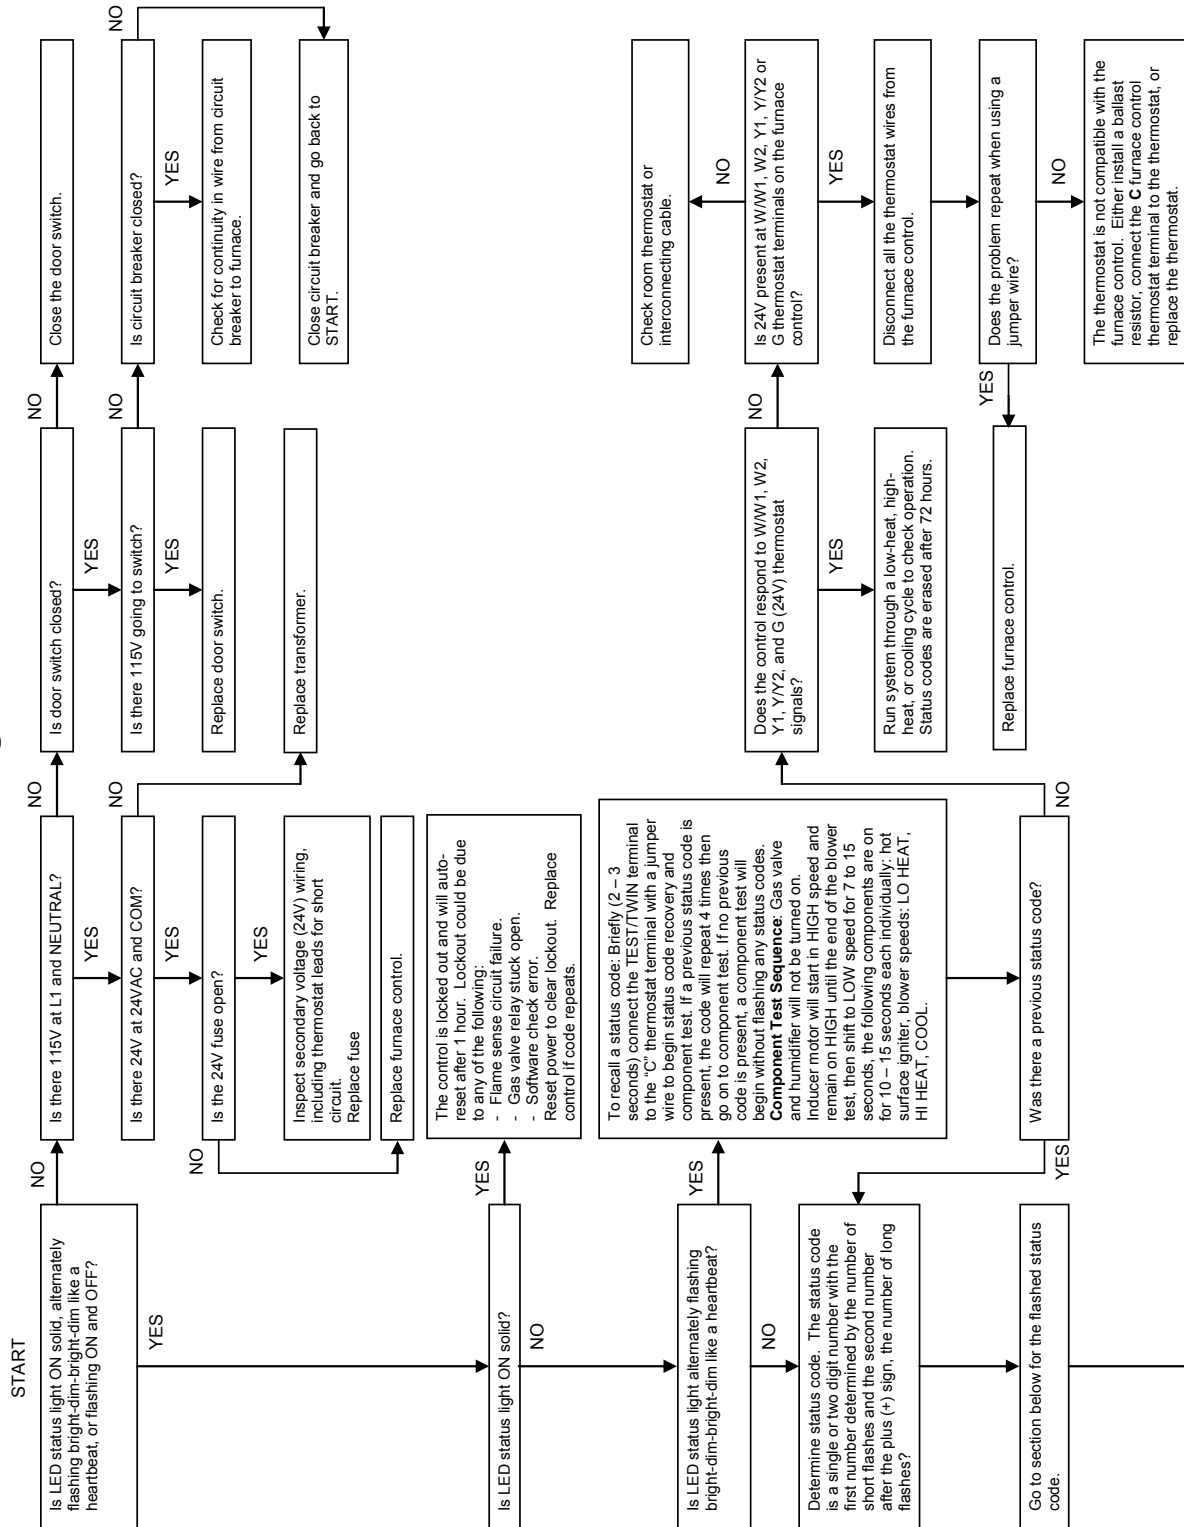 START
Is LED status light ON solid, alternately
flashing bright-dim-bright-dim like a
heartbeat, or flashing ON and OFF?
NO
YES
Is there 115V at L1 and NEUTRAL?
NO
YES
Is door switch closed?
NO
YES
Close the door switch.
Is there 24V at 24VAC and COM?
NO
YES
Is there 115V going to switch?
NO
YES
Is circuit breaker closed?
NO
YES
Is the 24V fuse open?
NO
YES
Replace door switch.
Check for continuity in wire from circuit
breaker to furnace.
Inspect secondary voltage (24V) wiring,
including thermostat leads for short
circuit.
Replace fuse
Replace transformer.
Close circuit breaker and go back to
START.
Replace furnace control.
Is LED status light ON solid?
YES
NO
The control is locked out and will auto-
reset after 1 hour. Lockout could be due
to any of the following:
- Flame sense circuit failure.
- Gas valve relay stuck open.
- Software check error.
Reset power to clear lockout. Replace
control if code repeats.
Is LED status light alternately flashing
bright-dim-bright-dim like a heartbeat?
YES
NO
To recall a status code: Briefly (2 – 3
seconds) connect the TEST/TWIN terminal
to the “C” thermostat terminal with a jumper
wire to begin status code recovery and
component test. If a previous status code is
present, the code will repeat 4 times then
go on to component test. If no previous
code is present, a component test will
begin without flashing any status codes.
Component Test Sequence: Gas valve
and humidifier will not be turned on.
Inducer motor will start in HIGH speed and
remain on HIGH until the end of the blower
test, then shift to LOW speed for 7 to 15
seconds, the following components are on
for 10 – 15 seconds each individually: hot
surface igniter, blower speeds: LO HEAT,
HI HEAT, COOL.
Check room thermostat or
interconnecting cable.
NO
Does the control respond to W/W1, W2,
Y1, Y/Y2, and G (24V) thermostat
signals?
NO
YES
Is 24V present at W/W1, W2, Y1, Y/Y2 or
G thermostat terminals on the furnace
control?
YES
Determine status code. The status code
is a single or two digit number with the
first number determined by the number of
short flashes and the second number
after the plus (+) sign, the number of long
flashes?
Run system through a low-heat, high-
heat, or cooling cycle to check operation.
Status codes are erased after 72 hours.
Disconnect all the thermostat wires from
the furnace control.
Was there a previous status code?
YES
NO
Replace furnace control.
YES
Does the problem repeat when using a
jumper wire?
NO
Go to section below for the flashed status
code.
The thermostat is not compatible with the
furnace control. Either install a ballast
resistor, connect the C furnace control
thermostat terminal to the thermostat, or
replace the thermostat.